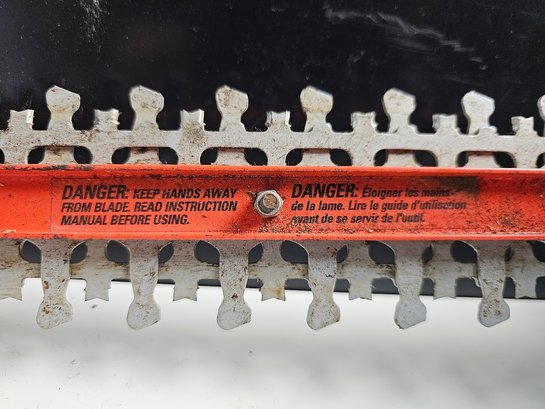 DANGER: KEEP HANDS AWAY
FROM BLADE READ INSTRUCTION
MANUAL BEFORE USING.
DANGER: Éloigner les mains
de la lame. Lire le guide d'utilisation
avant de se servir de l'outil.